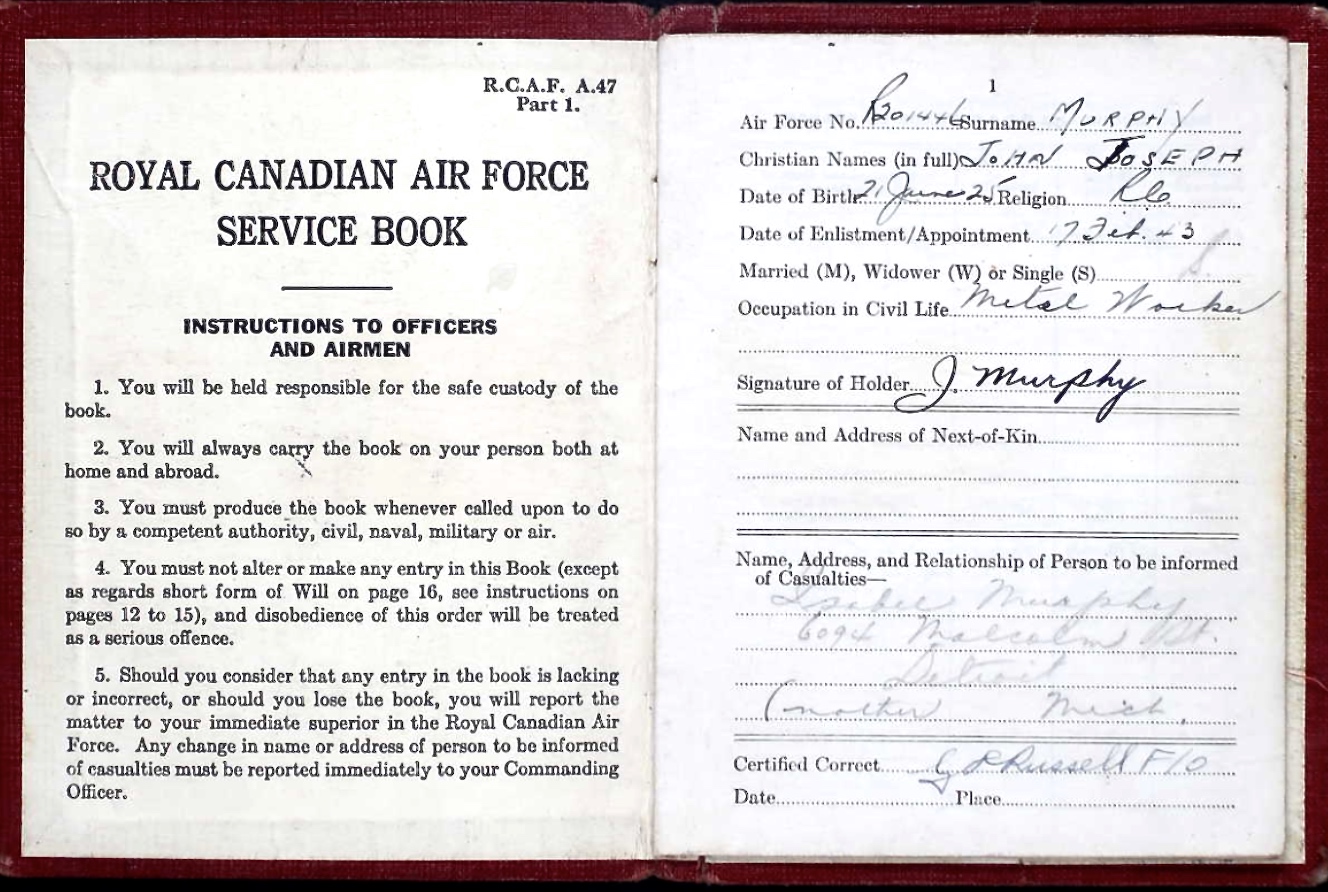 R.C.A.F. A.47
Part 1.
ROYAL CANADIAN AIR FORCE
SERVICE BOOK
INSTRUCTIONS TO OFFICERS
AND AIRMEN
1. You will be held responsible for the safe custody of the
book.
2. You will always carry the book on your person both at
home and abroad.
3. You must produce the book whenever called upon to do
so by a competent authority, civil, naval, military or air.
4. You must not alter or make any entry in this Book (except
as regards short form of Will on page 16, see instructions on
pages 12 to 15), and disobedience of this order will be treated
as a serious offence.
5. Should you consider that any entry in the book is lacking
or incorrect, or should you lose the book, you will report the
matter to your immediate superior in the Royal Canadian Air
Force. Any change in name or address of person to be informed
of casualties must be reported immediately to your Commanding
Officer.
1
Air Force No. R201446 Surname MURPHY
Christian Names (in full) JOHN JOSEPH
Date of Birth 21 June 25 Religion RC
Date of Enlistment/Appointment 17 Feb. 43
Married (M), Widower (W) or Single (S) S
Occupation in Civil Life Metal Worker
Signature of Holder J. Murphy
Name and Address of Next-of-Kin
Name, Address, and Relationship of Person to be informed
of Casualties—
Isabel Murphy
6094 Malcolm St.
Detroit
(mother Mich.
Certified Correct G L Russell F/O
Date Place